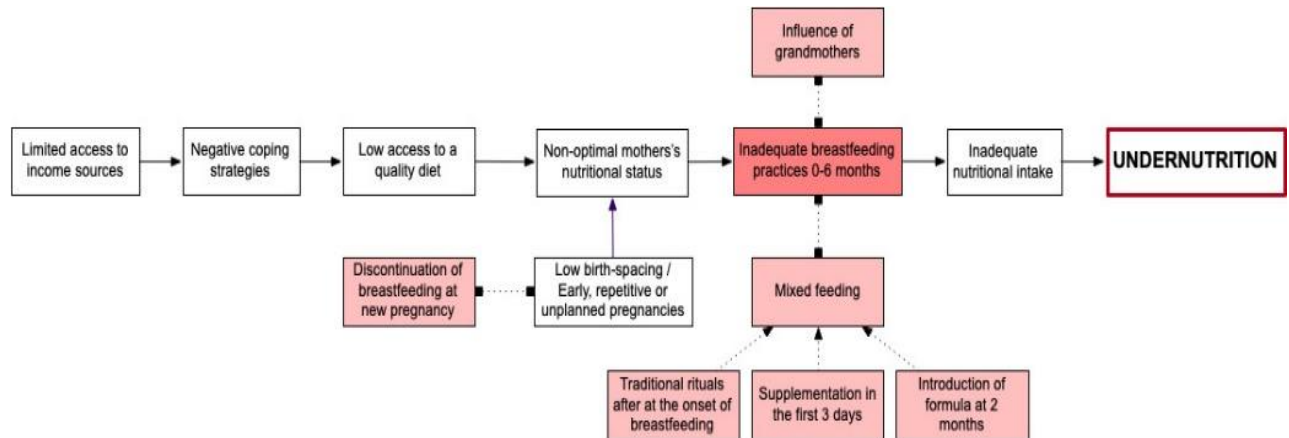 Influence of
grandmothers
Limited access to
income sources
Negative coping
strategies
Low access to a
quality diet
Non-optimal mothers's
nutritional status
Inadequate breastfeeding
practices 0-6 months
Inadequate
nutritional intake
UNDERNUTRITION
Discontinuation of
breastfeeding at
new pregnancy
Low birth-spacing /
Early, repetitive or
unplanned pregnancies
Mixed feeding
Traditional rituals
after at the onset of
breastfeeding
Supplementation in
the first 3 days
Introduction of
formula at 2
months